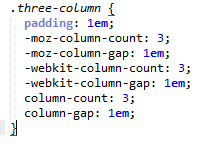 .three-column {
padding: 1em;
-moz-column-count: 3;
-moz-column-gap: 1em;
-webkit-column-count: 3;
-webkit-column-gap: 1em;
column-count: 3;
column-gap: 1em;
}